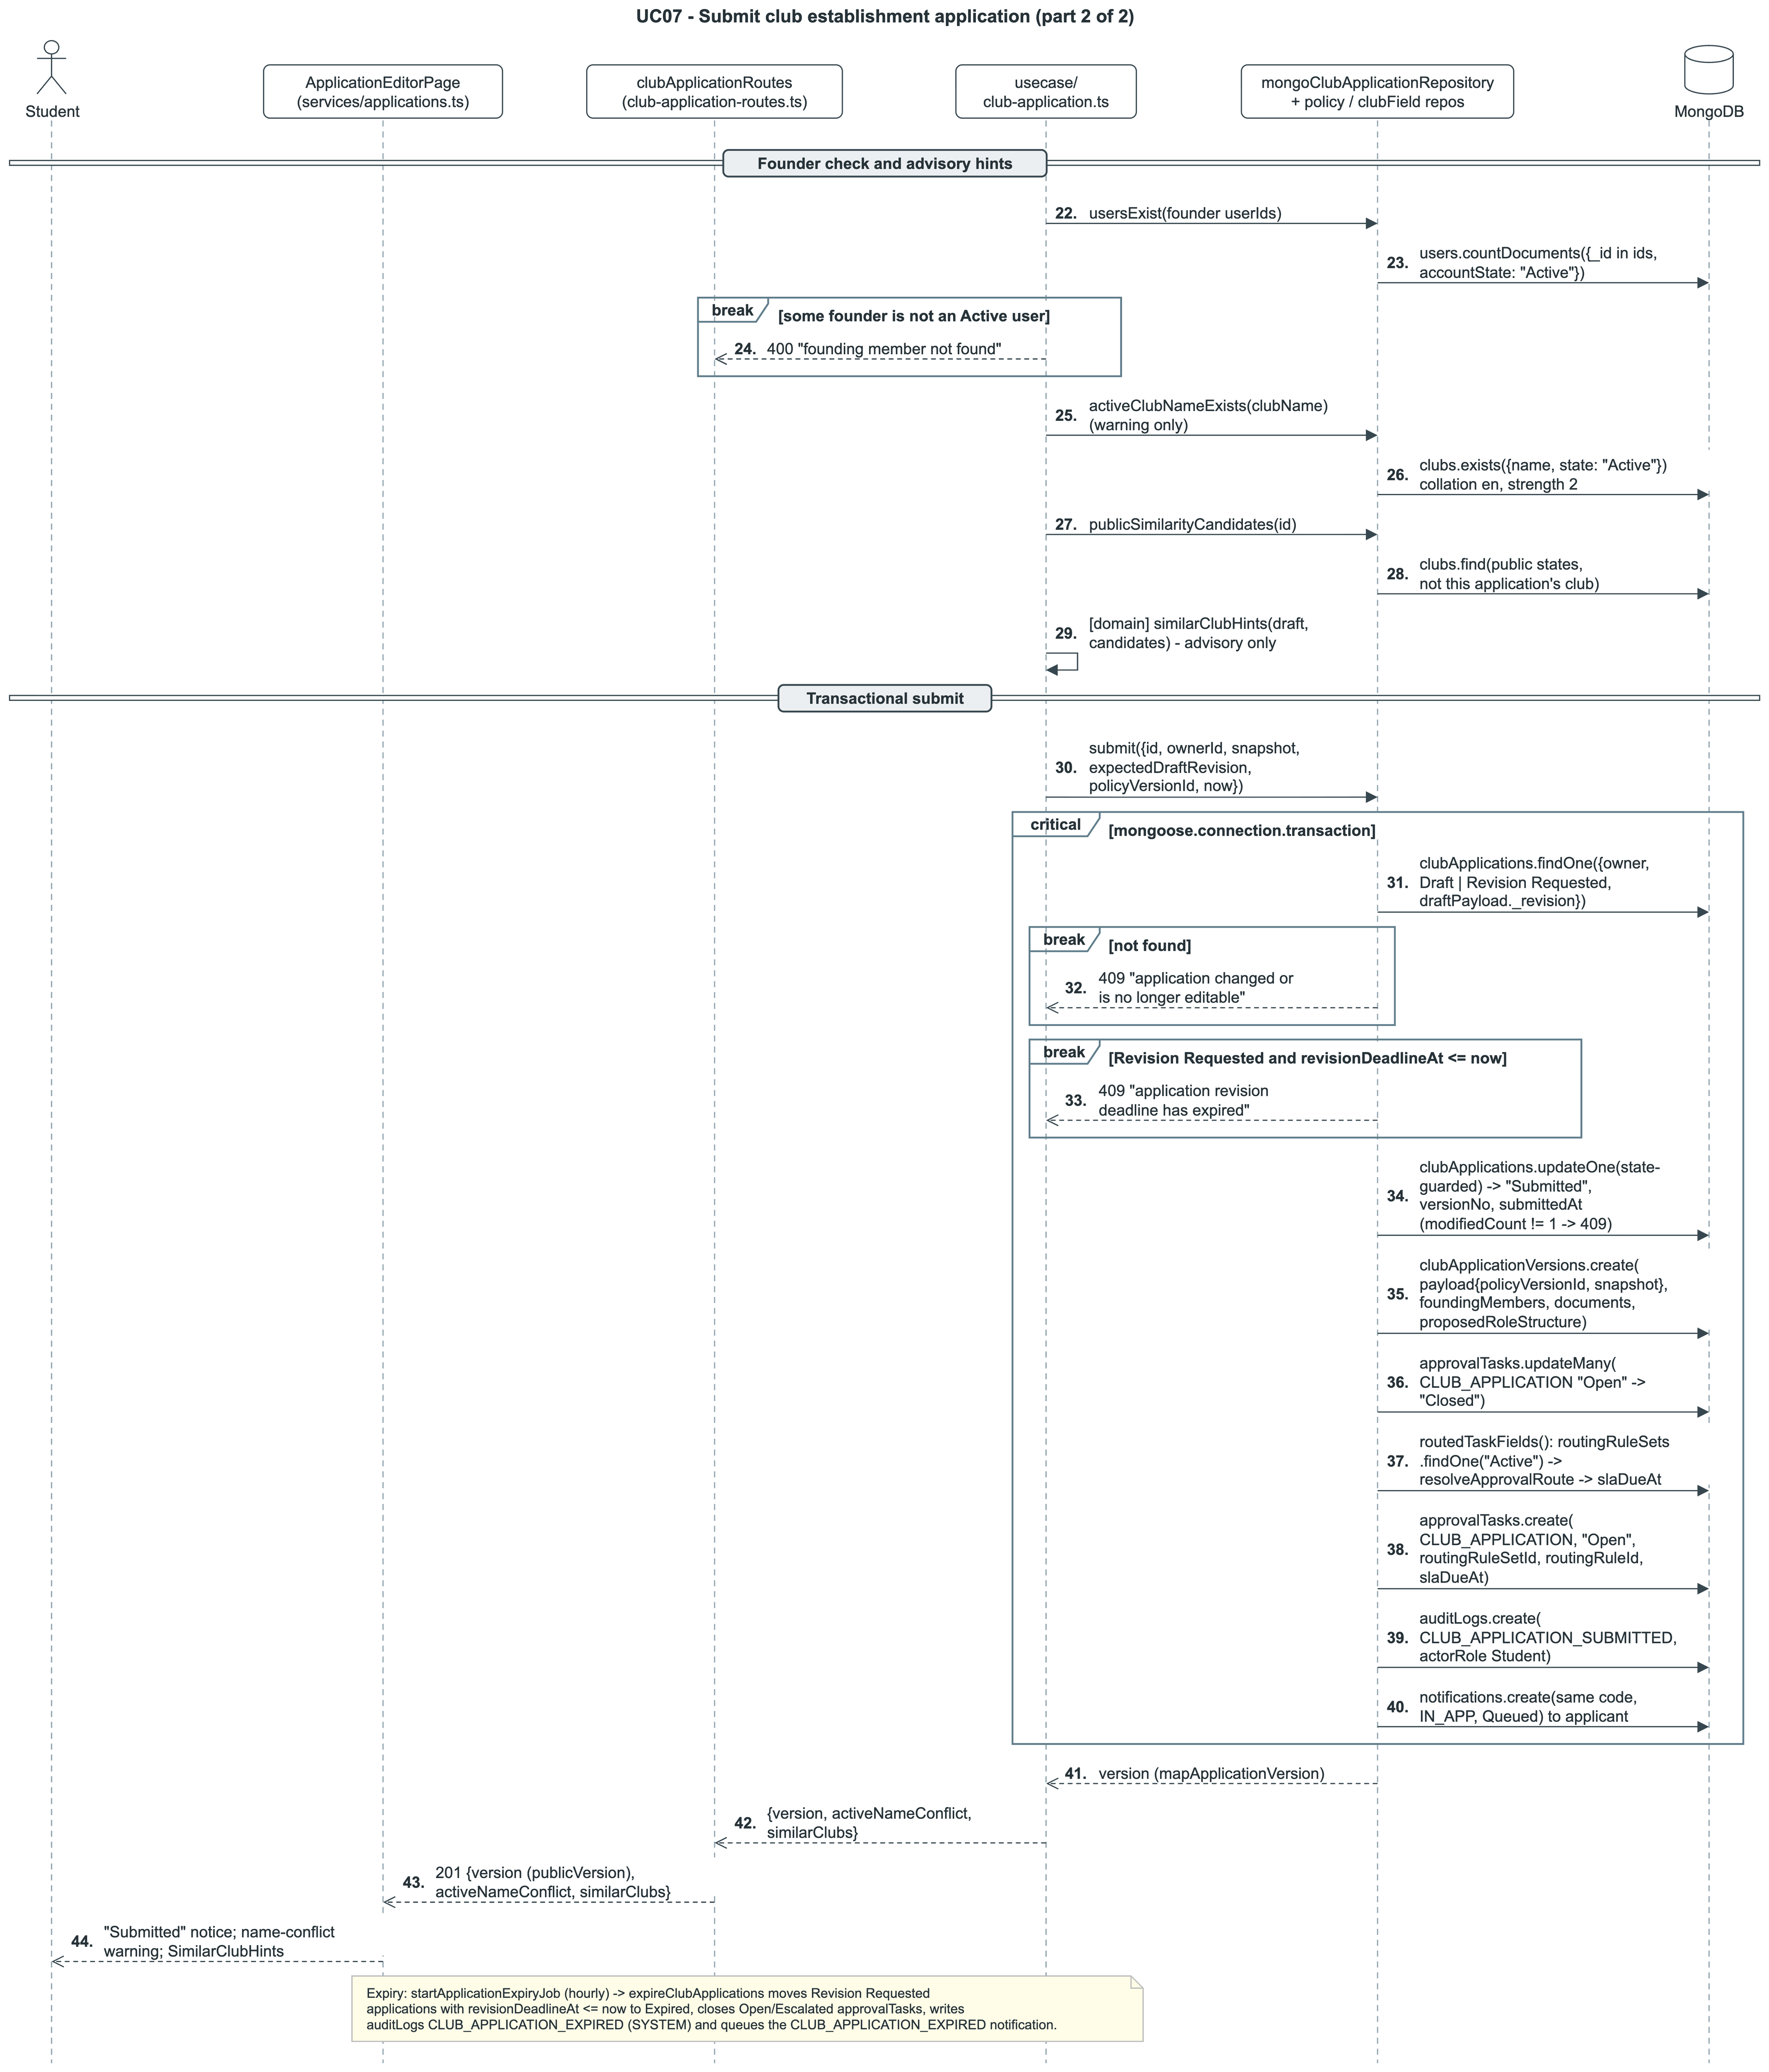 UC07 - Submit club establishment application (part 2 of 2)
Student
ApplicationEditorPage
(services/applications.ts)
clubApplicationRoutes
(club-application-routes.ts)
usecase/
club-application.ts
mongoClubApplicationRepository
+ policy / clubField repos
MongoDB
Founder check and advisory hints
22. usersExist(founder userIds)
23. users.countDocuments({_id in ids,
accountState: "Active"})
break [some founder is not an Active user]
24. 400 "founding member not found"
25. activeClubNameExists(clubName)
(warning only)
26. clubs.exists({name, state: "Active"})
collation en, strength 2
27. publicSimilarityCandidates(id)
28. clubs.find(public states,
not this application's club)
29. [domain] similarClubHints(draft,
candidates) - advisory only
Transactional submit
30. submit({id, ownerId, snapshot,
expectedDraftRevision,
policyVersionId, now})
critical [mongoose.connection.transaction]
31. clubApplications.findOne({owner,
Draft | Revision Requested,
draftPayload._revision})
break [not found]
32. 409 "application changed or
is no longer editable"
break [Revision Requested and revisionDeadlineAt <= now]
33. 409 "application revision
deadline has expired"
34. clubApplications.updateOne(state-
guarded) -> "Submitted",
versionNo, submittedAt
(modifiedCount != 1 -> 409)
35. clubApplicationVersions.create(
payload{policyVersionId, snapshot},
foundingMembers, documents,
proposedRoleStructure)
36. approvalTasks.updateMany(
CLUB_APPLICATION "Open" ->
"Closed")
37. routedTaskFields(): routingRuleSets
.findOne("Active") ->
resolveApprovalRoute -> slaDueAt
38. approvalTasks.create(
CLUB_APPLICATION, "Open",
routingRuleSetId, routingRuleId,
slaDueAt)
39. auditLogs.create(
CLUB_APPLICATION_SUBMITTED,
actorRole Student)
40. notifications.create(same code,
IN_APP, Queued) to applicant
41. version (mapApplicationVersion)
42. {version, activeNameConflict,
similarClubs}
43. 201 {version (publicVersion),
activeNameConflict, similarClubs}
44. "Submitted" notice; name-conflict
warning; SimilarClubHints
Expiry: startApplicationExpiryJob (hourly) -> expireClubApplications moves Revision Requested
applications with revisionDeadlineAt <= now to Expired, closes Open/Escalated approvalTasks, writes
auditLogs CLUB_APPLICATION_EXPIRED (SYSTEM) and queues the CLUB_APPLICATION_EXPIRED notification.